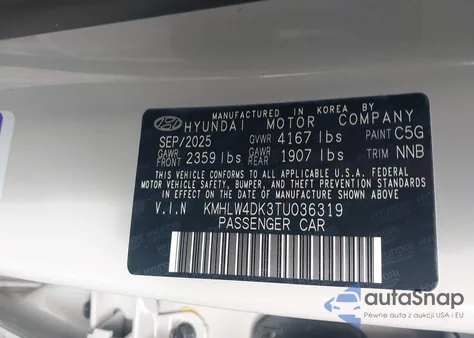 MANUFACTURED IN KOREA BY
HYUNDAI MOTOR COMPANY
SEP/2025 GVWR 4167 lbs PAINT C5G
GAWR FRONT 2359 lbs GAWR REAR 1907 lbs TRIM NNB
THIS VEHICLE CONFORMS TO ALL APPLICABLE U.S.A. FEDERAL
MOTOR VEHICLE SAFETY, BUMPER, AND THEFT PREVENTION STANDARDS
IN EFFECT ON THE DATE OF MANUFACTURE SHOWN ABOVE.
V.I.N KMHLW4DK3TU036319
PASSENGER CAR
autoSnap
Pewne auta z aukcji USA i EU